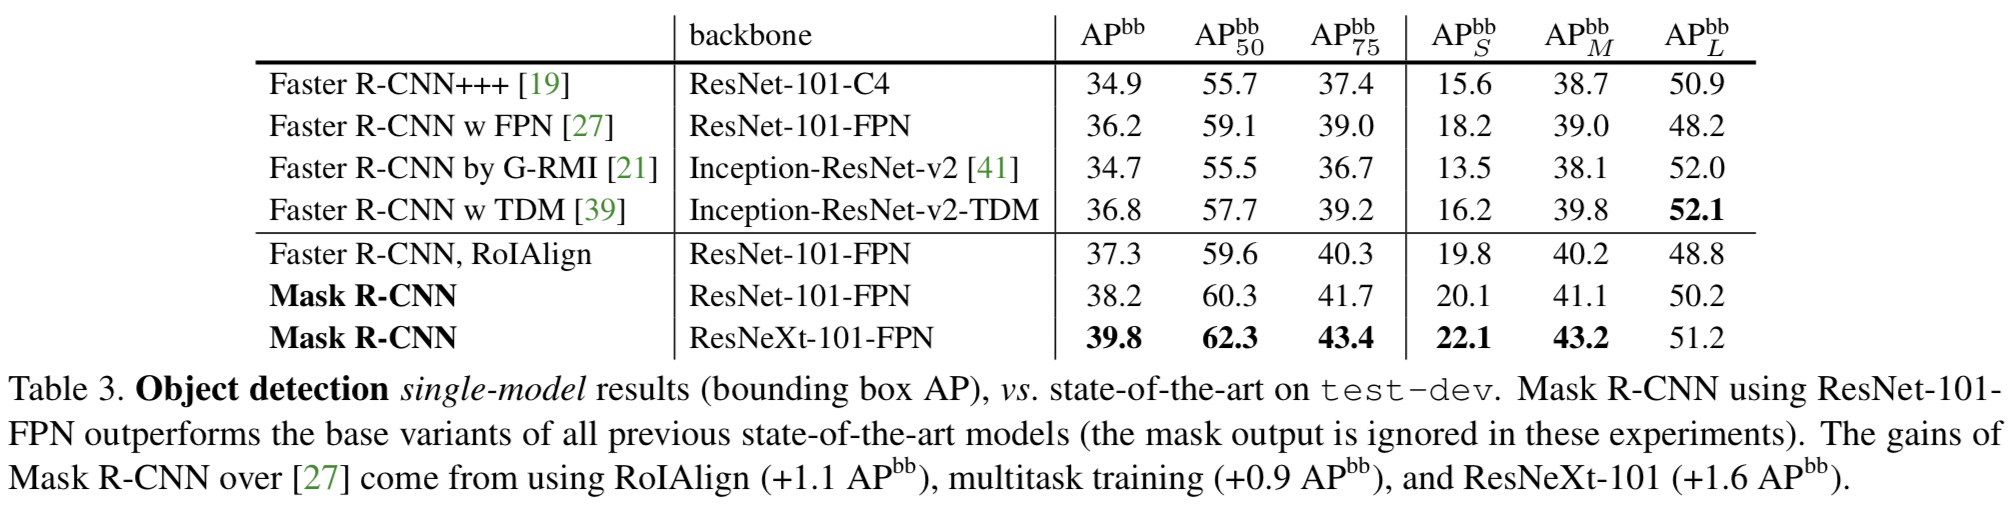 backbone AP^bb AP^bb_50 AP^bb_75 AP^bb_S AP^bb_M AP^bb_L
Faster R-CNN+++ [19] ResNet-101-C4 34.9 55.7 37.4 15.6 38.7 50.9
Faster R-CNN w FPN [27] ResNet-101-FPN 36.2 59.1 39.0 18.2 39.0 48.2
Faster R-CNN by G-RMI [21] Inception-ResNet-v2 [41] 34.7 55.5 36.7 13.5 38.1 52.0
Faster R-CNN w TDM [39] Inception-ResNet-v2-TDM 36.8 57.7 39.2 16.2 39.8 52.1
Faster R-CNN, RoIAlign ResNet-101-FPN 37.3 59.6 40.3 19.8 40.2 48.8
Mask R-CNN ResNet-101-FPN 38.2 60.3 41.7 20.1 41.1 50.2
Mask R-CNN ResNeXt-101-FPN 39.8 62.3 43.4 22.1 43.2 51.2
Table 3. Object detection single-model results (bounding box AP), vs. state-of-the-art on test-dev. Mask R-CNN using ResNet-101-
FPN outperforms the base variants of all previous state-of-the-art models (the mask output is ignored in these experiments). The gains of
Mask R-CNN over [27] come from using RoIAlign (+1.1 AP^bb), multitask training (+0.9 AP^bb), and ResNeXt-101 (+1.6 AP^bb).